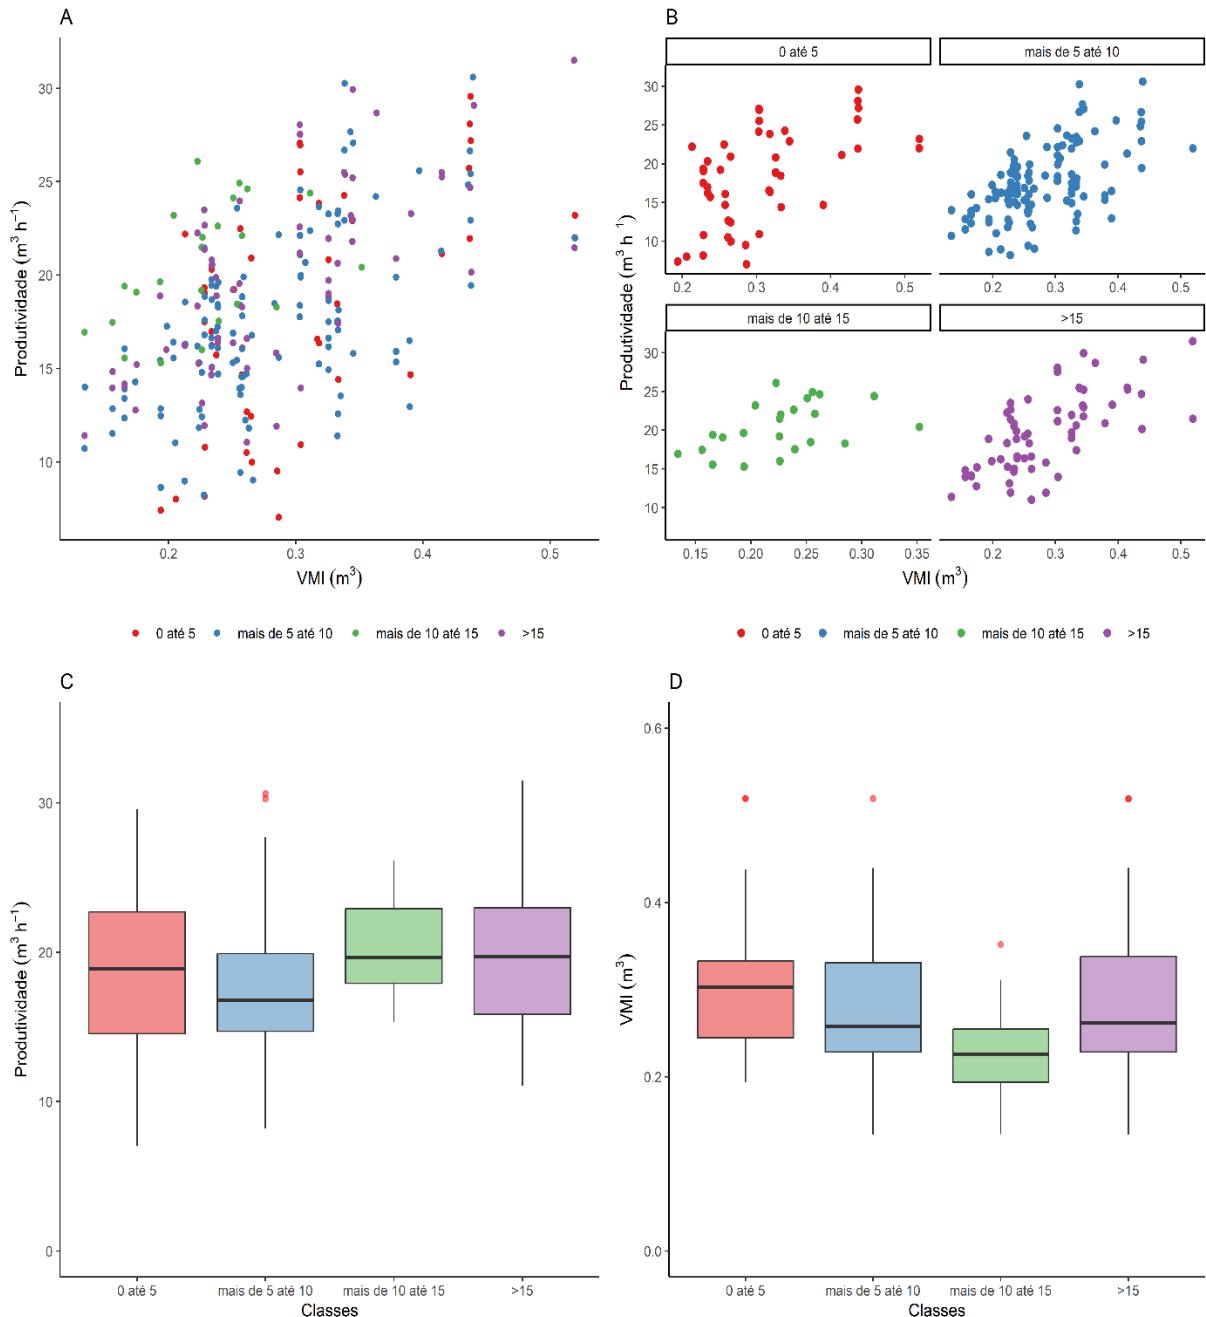 A
Produtividade (m³ h⁻¹)
30
25
20
15
10
0.2
0.3
0.4
0.5
VMI (m³)
0 até 5
mais de 5 até 10
mais de 10 até 15
>15
B
0 até 5
mais de 5 até 10
Produtividade (m³ h⁻¹)
30
25
20
15
10
0.2
0.3
0.4
0.5
0.2
0.3
0.4
0.5
mais de 10 até 15
>15
30
25
20
15
10
0.15
0.20
0.25
0.30
0.35
0.2
0.3
0.4
0.5
VMI (m³)
0 até 5
mais de 5 até 10
mais de 10 até 15
>15
C
Produtividade (m³ h⁻¹)
30
20
10
0
0 até 5
mais de 5 até 10
mais de 10 até 15
>15
Classes
D
VMI (m³)
0.6
0.4
0.2
0.0
0 até 5
mais de 5 até 10
mais de 10 até 15
>15
Classes